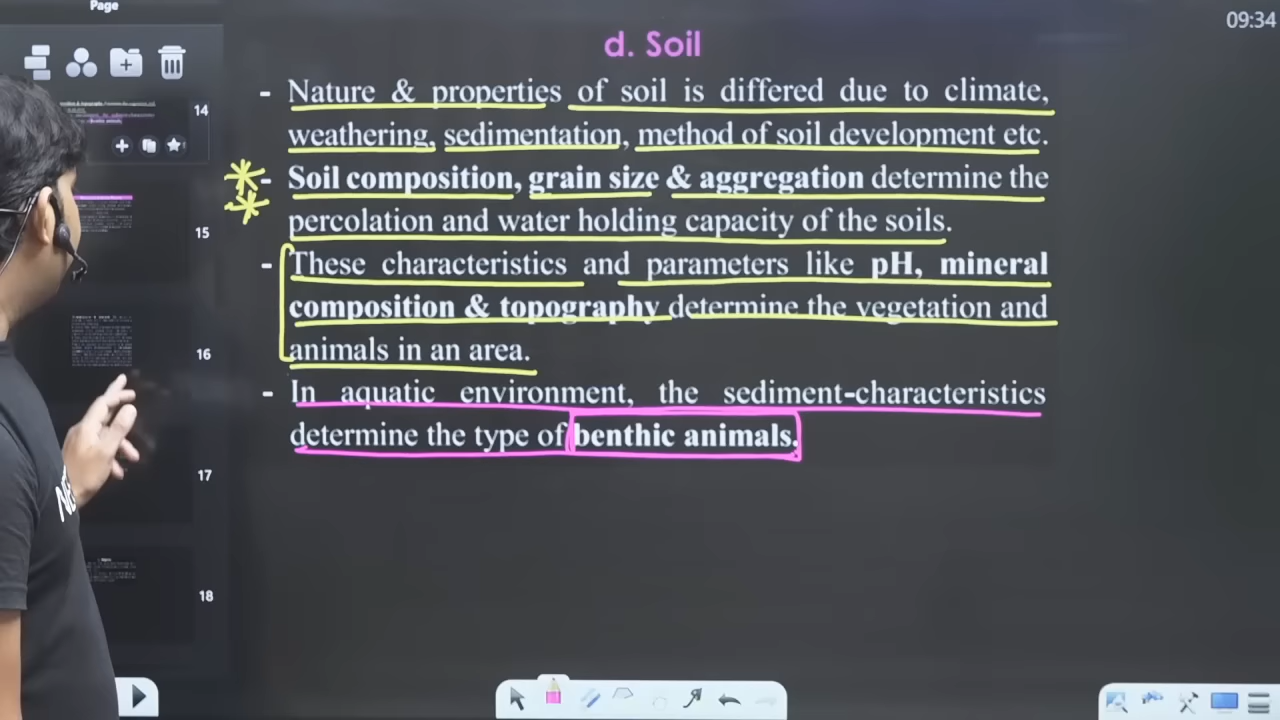 Page
09:34
d. Soil
- Nature & properties of soil is differed due to climate,
weathering, sedimentation, method of soil development etc.
- Soil composition, grain size & aggregation determine the
percolation and water holding capacity of the soils.
- These characteristics and parameters like pH, mineral
composition & topography determine the vegetation and
animals in an area.
- In aquatic environment, the sediment-characteristics
determine the type of benthic animals.
14
15
16
17
18